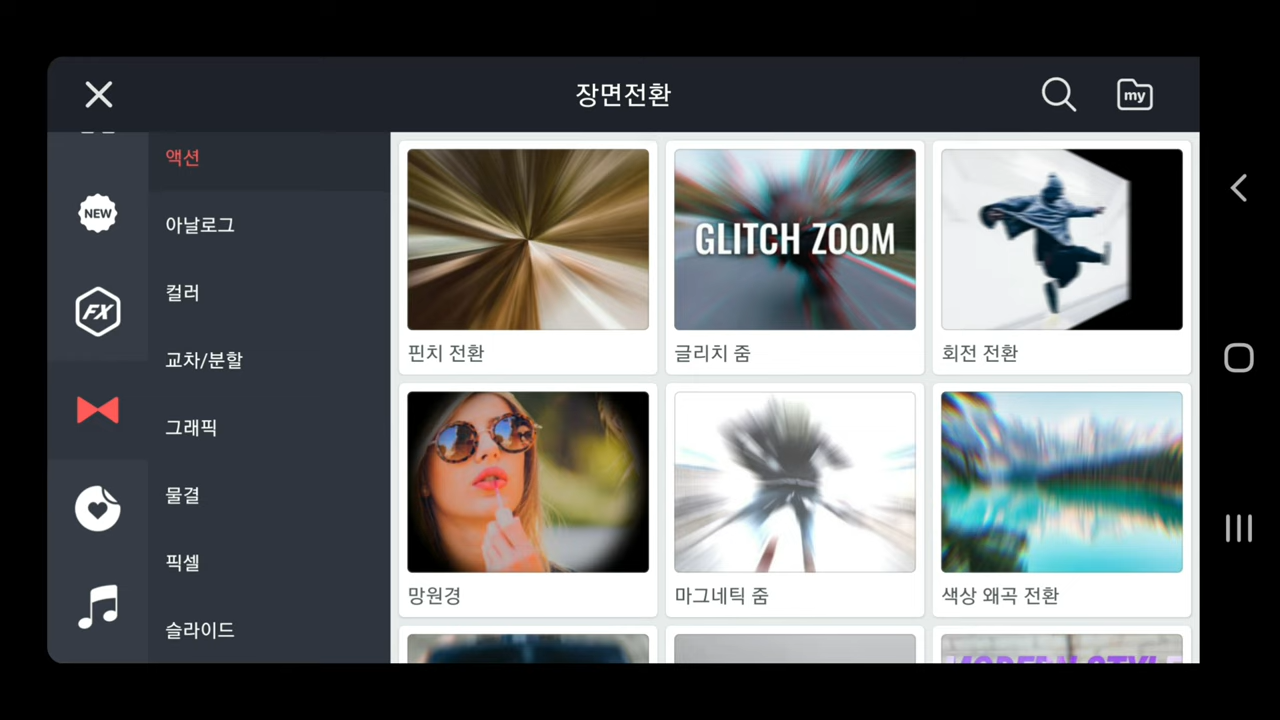 장면전환
my
액션
NEW
아날로그
컬러
FX
교차/분할
그래픽
물결
픽셀
슬라이드
GLITCH ZOOM
핀치 전환
글리치 줌
회전 전환
망원경
마그네틱 줌
색상 왜곡 전환
MODERN STYLE